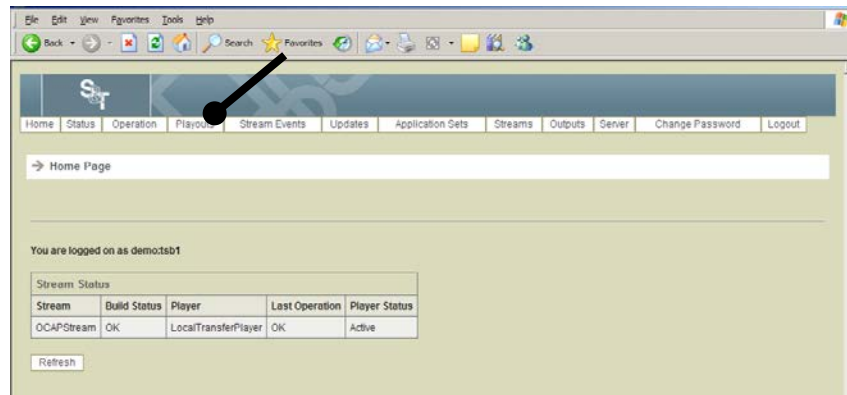 File Edit View Favorites Tools Help
Back Search Favorites
S&T
Home Status Operation Playouts Stream Events Updates Application Sets Streams Outputs Server Change Password Logout
Home Page
You are logged on as demo:tsb1
Stream Status
Stream Build Status Player Last Operation Player Status
OCAPStream OK LocalTransferPlayer OK Active
Refresh